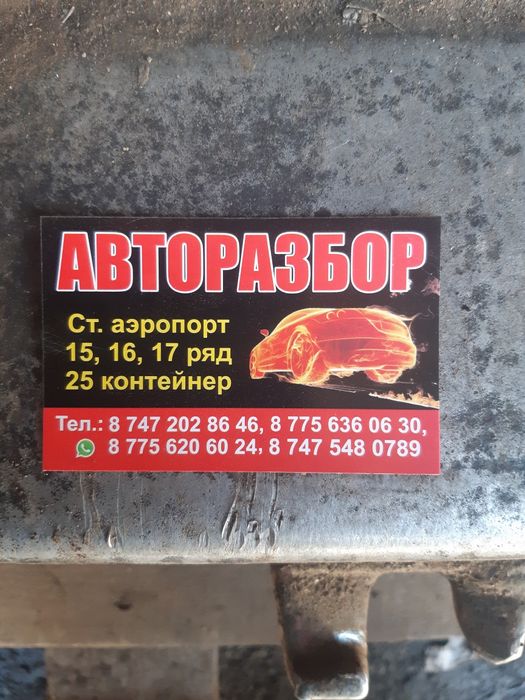 АВТОРАЗБОР
Ст. аэропорт
15, 16, 17 ряд
25 контейнер
Тел.: 8 747 202 86 46, 8 775 636 06 30,
8 775 620 60 24, 8 747 548 0789